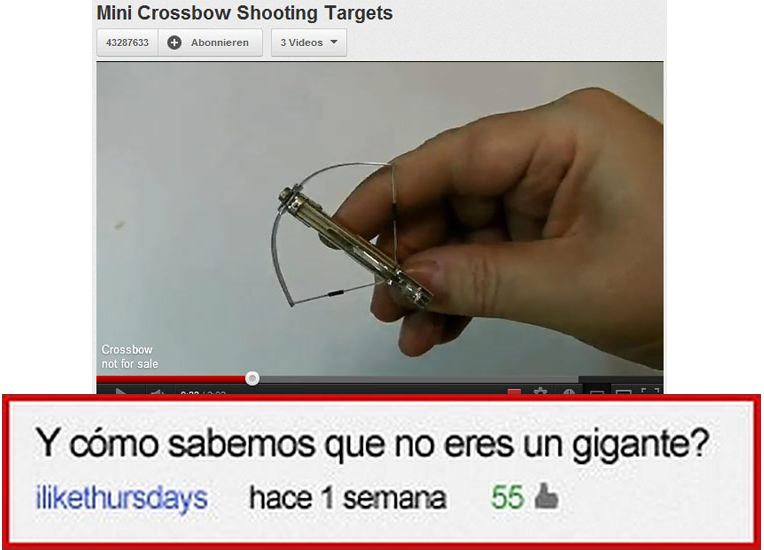 Mini Crossbow Shooting Targets
43287633 Abonnieren 3 Videos
Crossbow
not for sale
Y cómo sabemos que no eres un gigante?
ilikethursdays hace 1 semana 55